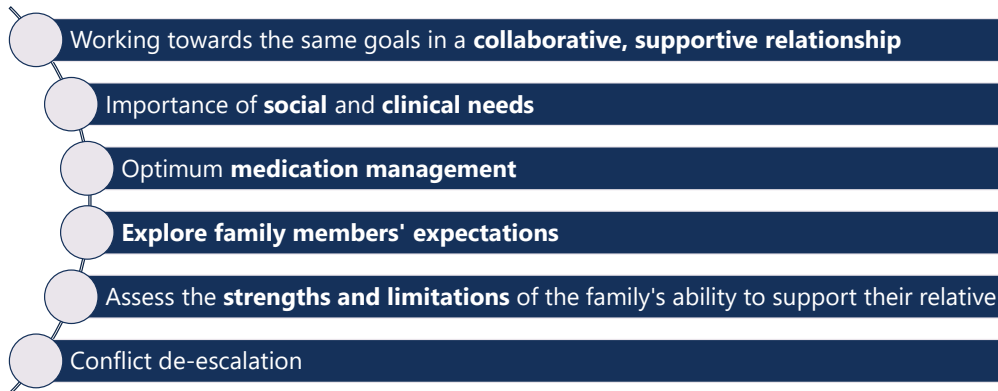 Working towards the same goals in a collaborative, supportive relationship
Importance of social and clinical needs
Optimum medication management
Explore family members' expectations
Assess the strengths and limitations of the family's ability to support their relative
Conflict de-escalation